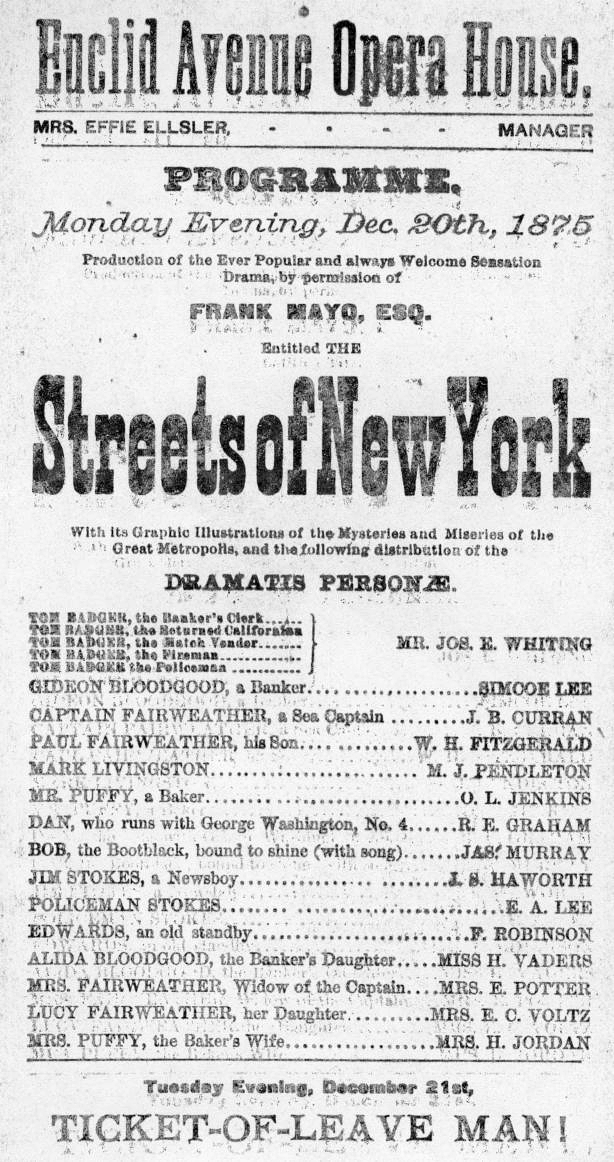 Euclid Avenue Opera House.
MRS. EFFIE ELLSLER, - - - - MANAGER
PROGRAMME.
Monday Evening, Dec. 20th, 1875
Production of the Ever Popular and always Welcome Sensation
Drama, by permission of
FRANK MAYO, ESQ.
Entitled THE
Streets of New York
With its Graphic Illustrations of the Mysteries and Miseries of the
Great Metropolis, and the following distribution of the
DRAMATIS PERSONÆ.
TOM BADGER, the Banker's Clerk......
TOM BADGER, the Returned Californian
TOM BADGER, the Match Vender.......
TOM BADGER, the Fireman............
TOM BADGER the Policeman ..........
} MR. JOS. E. WHITING
GIDEON BLOODGOOD, a Banker.....................SIMCOE LEE
CAPTAIN FAIRWEATHER, a Sea Captain .........J. B. CURRAN
PAUL FAIRWEATHER, his Son.............W. H. FITZGERALD
MARK LIVINGSTON........................ M. J. PENDLETON
MR. PUFFY, a Baker...............................O. L. JENKINS
DAN, who runs with George Washington, No. 4......R. E. GRAHAM
BOB, the Bootblack, bound to shine (with song).......JAS. MURRAY
JIM STOKES, a Newsboy........................J. S. HAWORTH
POLICEMAN STOKES.................................E. A. LEE
EDWARDS, an old standby..........................F. ROBINSON
ALIDA BLOODGOOD, the Banker's Daughter.....MISS H. VADERS
MRS. FAIRWEATHER, Widow of the Captain....MRS. E. POTTER
LUCY FAIRWEATHER, her Daughter..........MRS. E. C. VOLTZ
MRS. PUFFY, the Baker's Wife..................MRS. H. JORDAN
Tuesday Evening, December 21st,
TICKET-OF-LEAVE MAN!